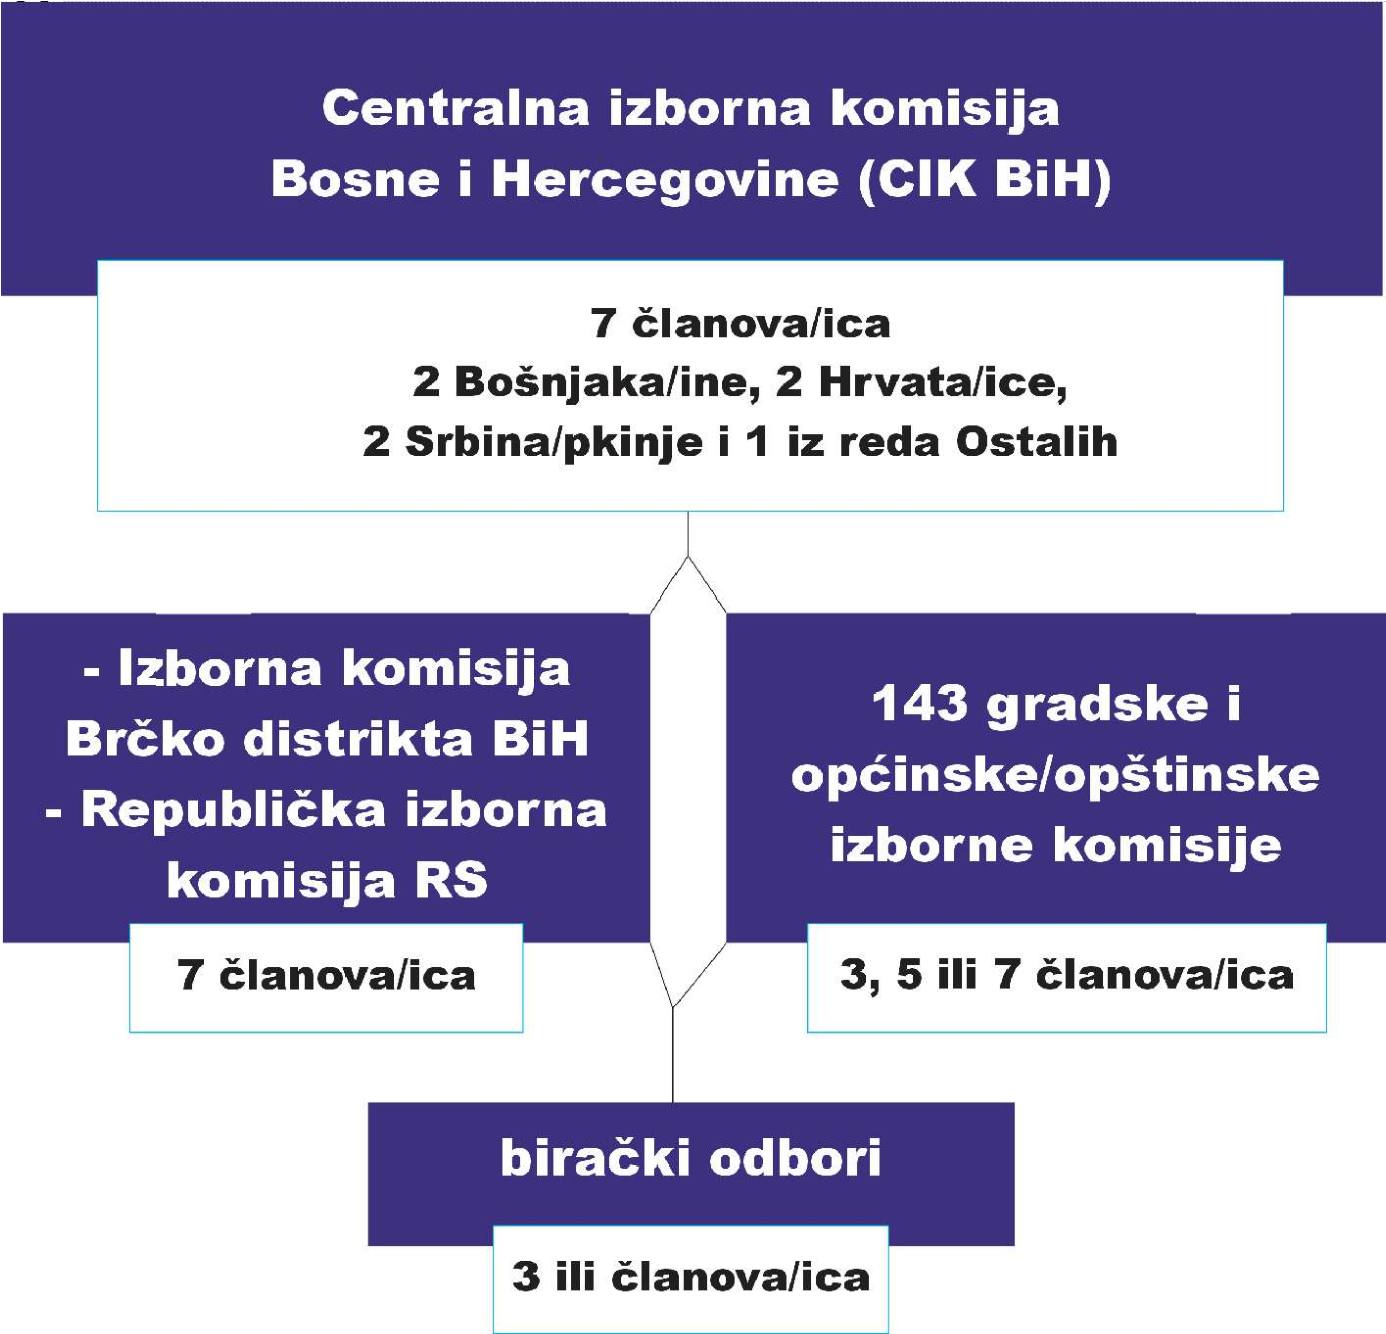 Centralna izborna komisija
Bosne i Hercegovine (CIK BiH)
7 članova/ica
2 Bošnjaka/ine, 2 Hrvata/ice,
2 Srbina/pkinje i 1 iz reda Ostalih
- Izborna komisija
Brčko distrikta BiH
- Republička izborna
komisija RS
7 članova/ica
143 gradske i
općinske/opštinske
izborne komisije
3, 5 ili 7 članova/ica
birački odbori
3 ili članova/ica